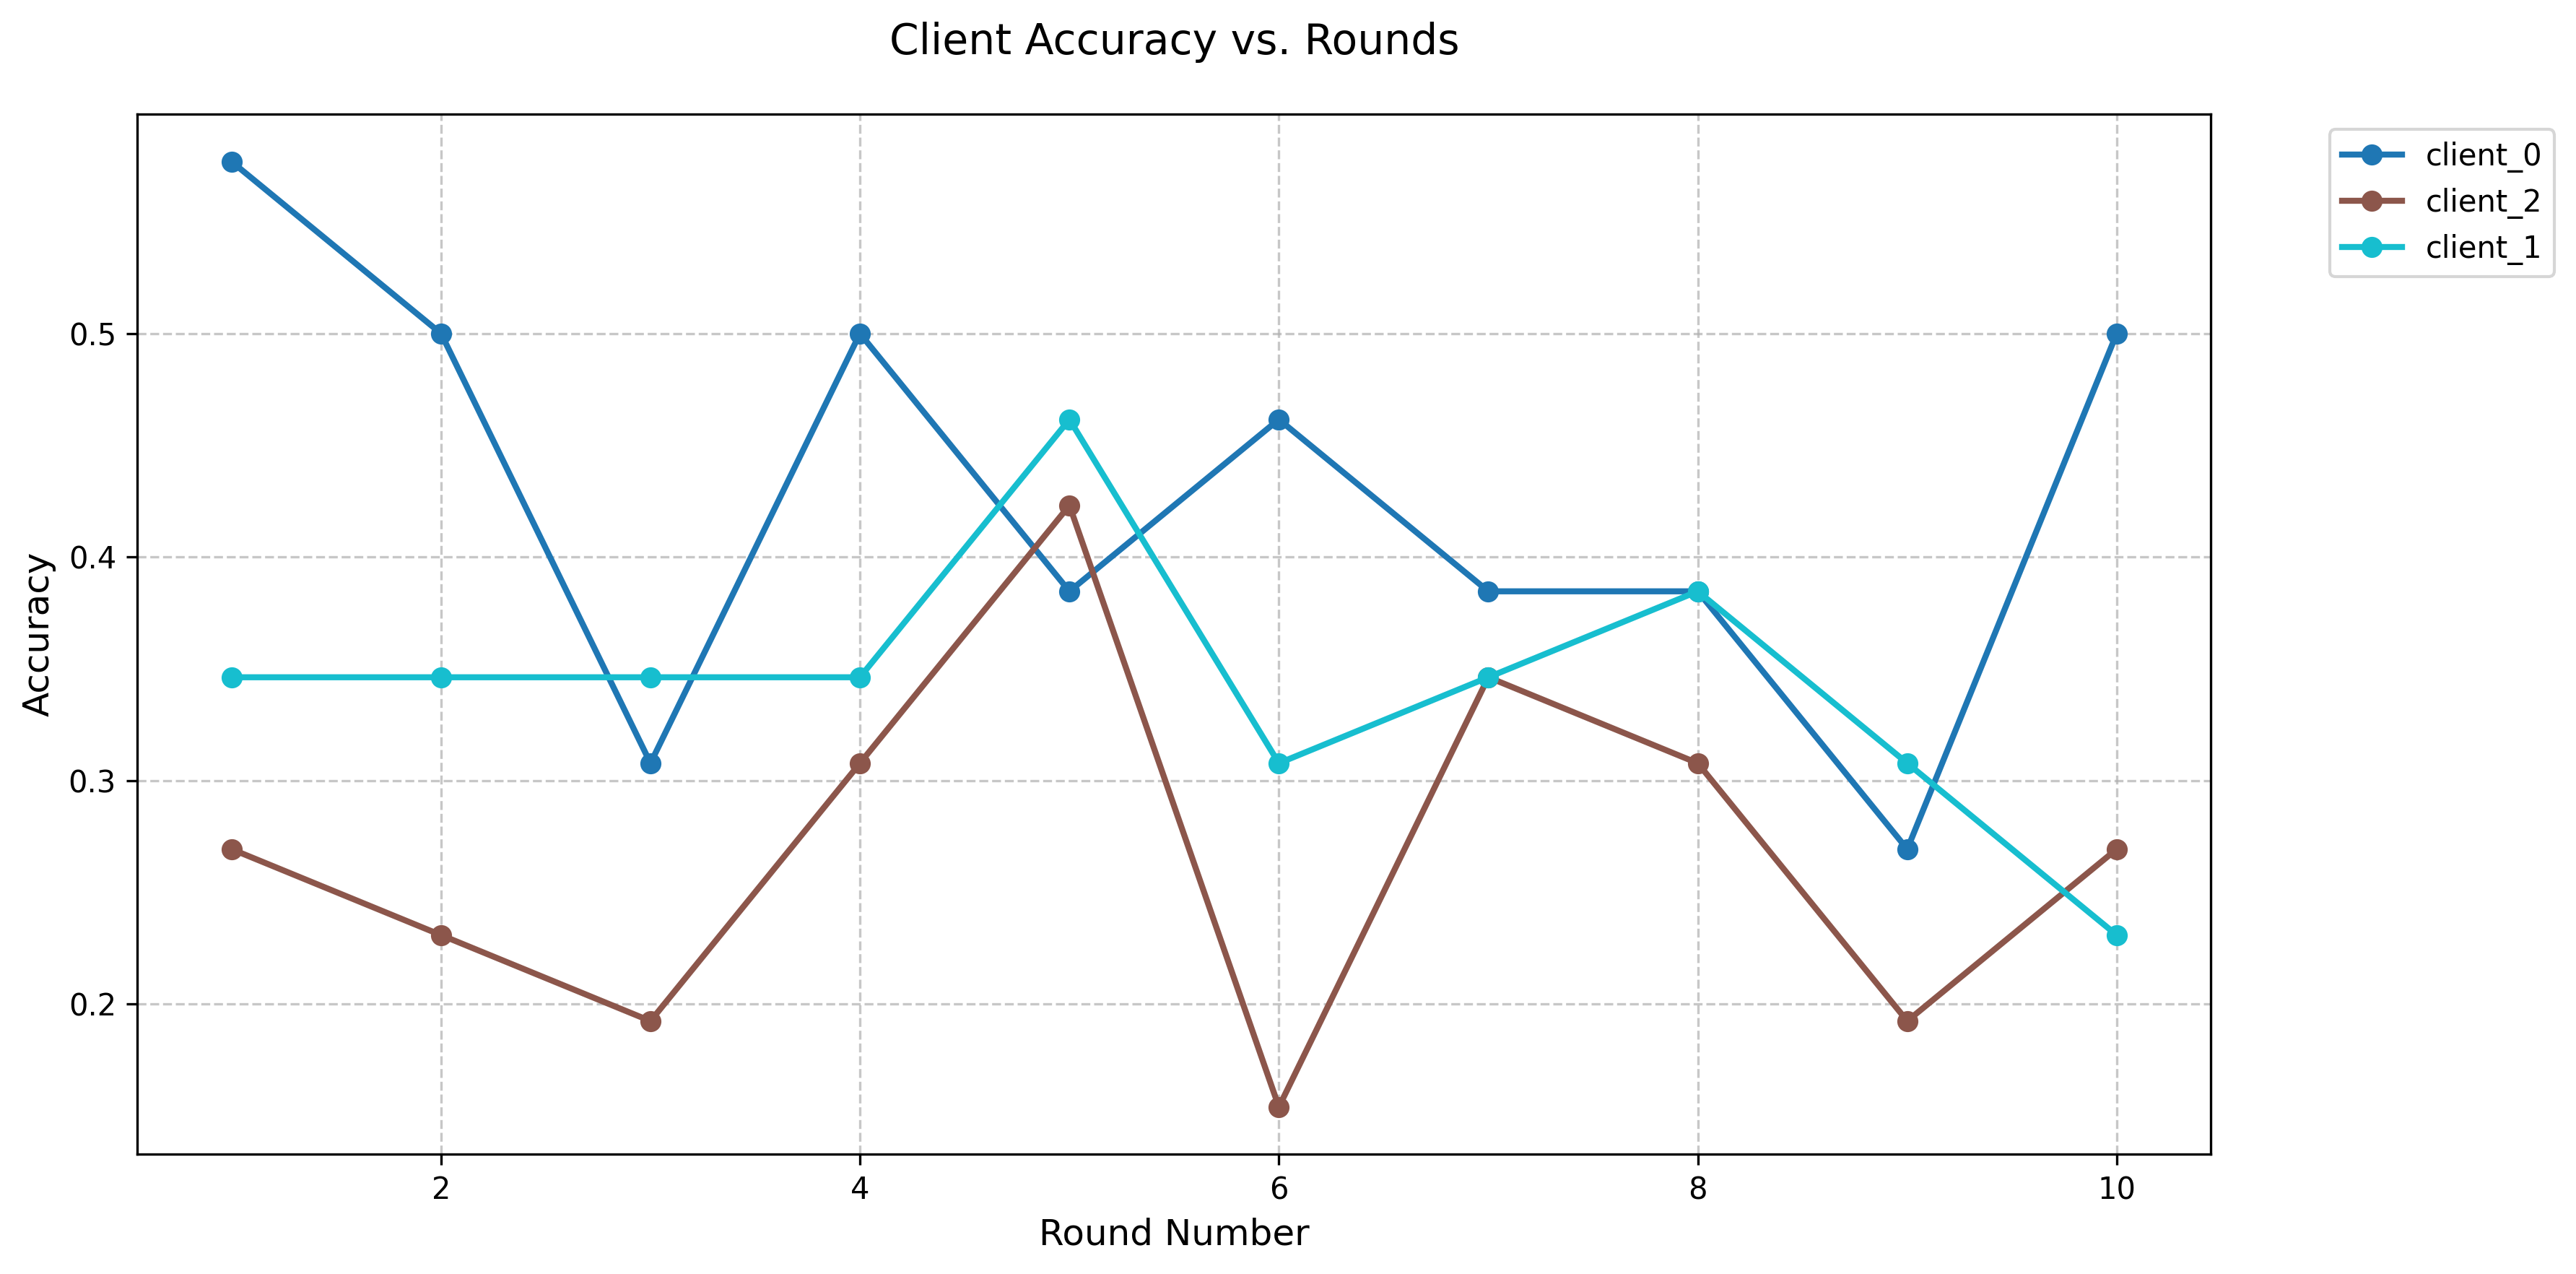 Client Accuracy vs. Rounds
client_0
client_2
client_1
0.5
0.4
0.3
0.2
Accuracy
2 4 6 8 10
Round Number